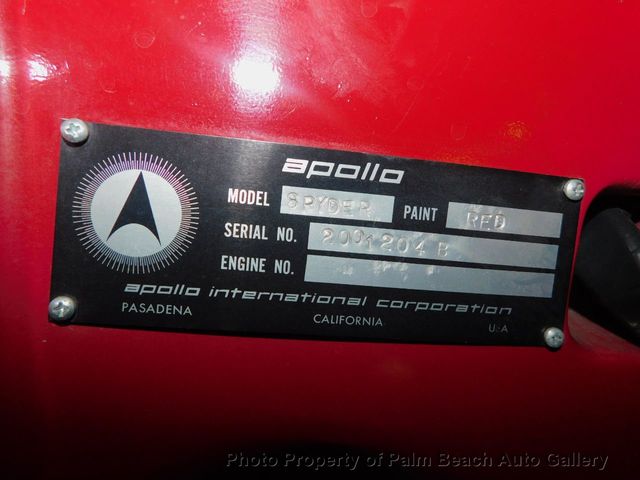 apollo
MODEL SPYDER PAINT RED
SERIAL NO. 2001204 B
ENGINE NO.
apollo international corporation
PASADENA CALIFORNIA USA
Photo Property of Palm Beach Auto Gallery